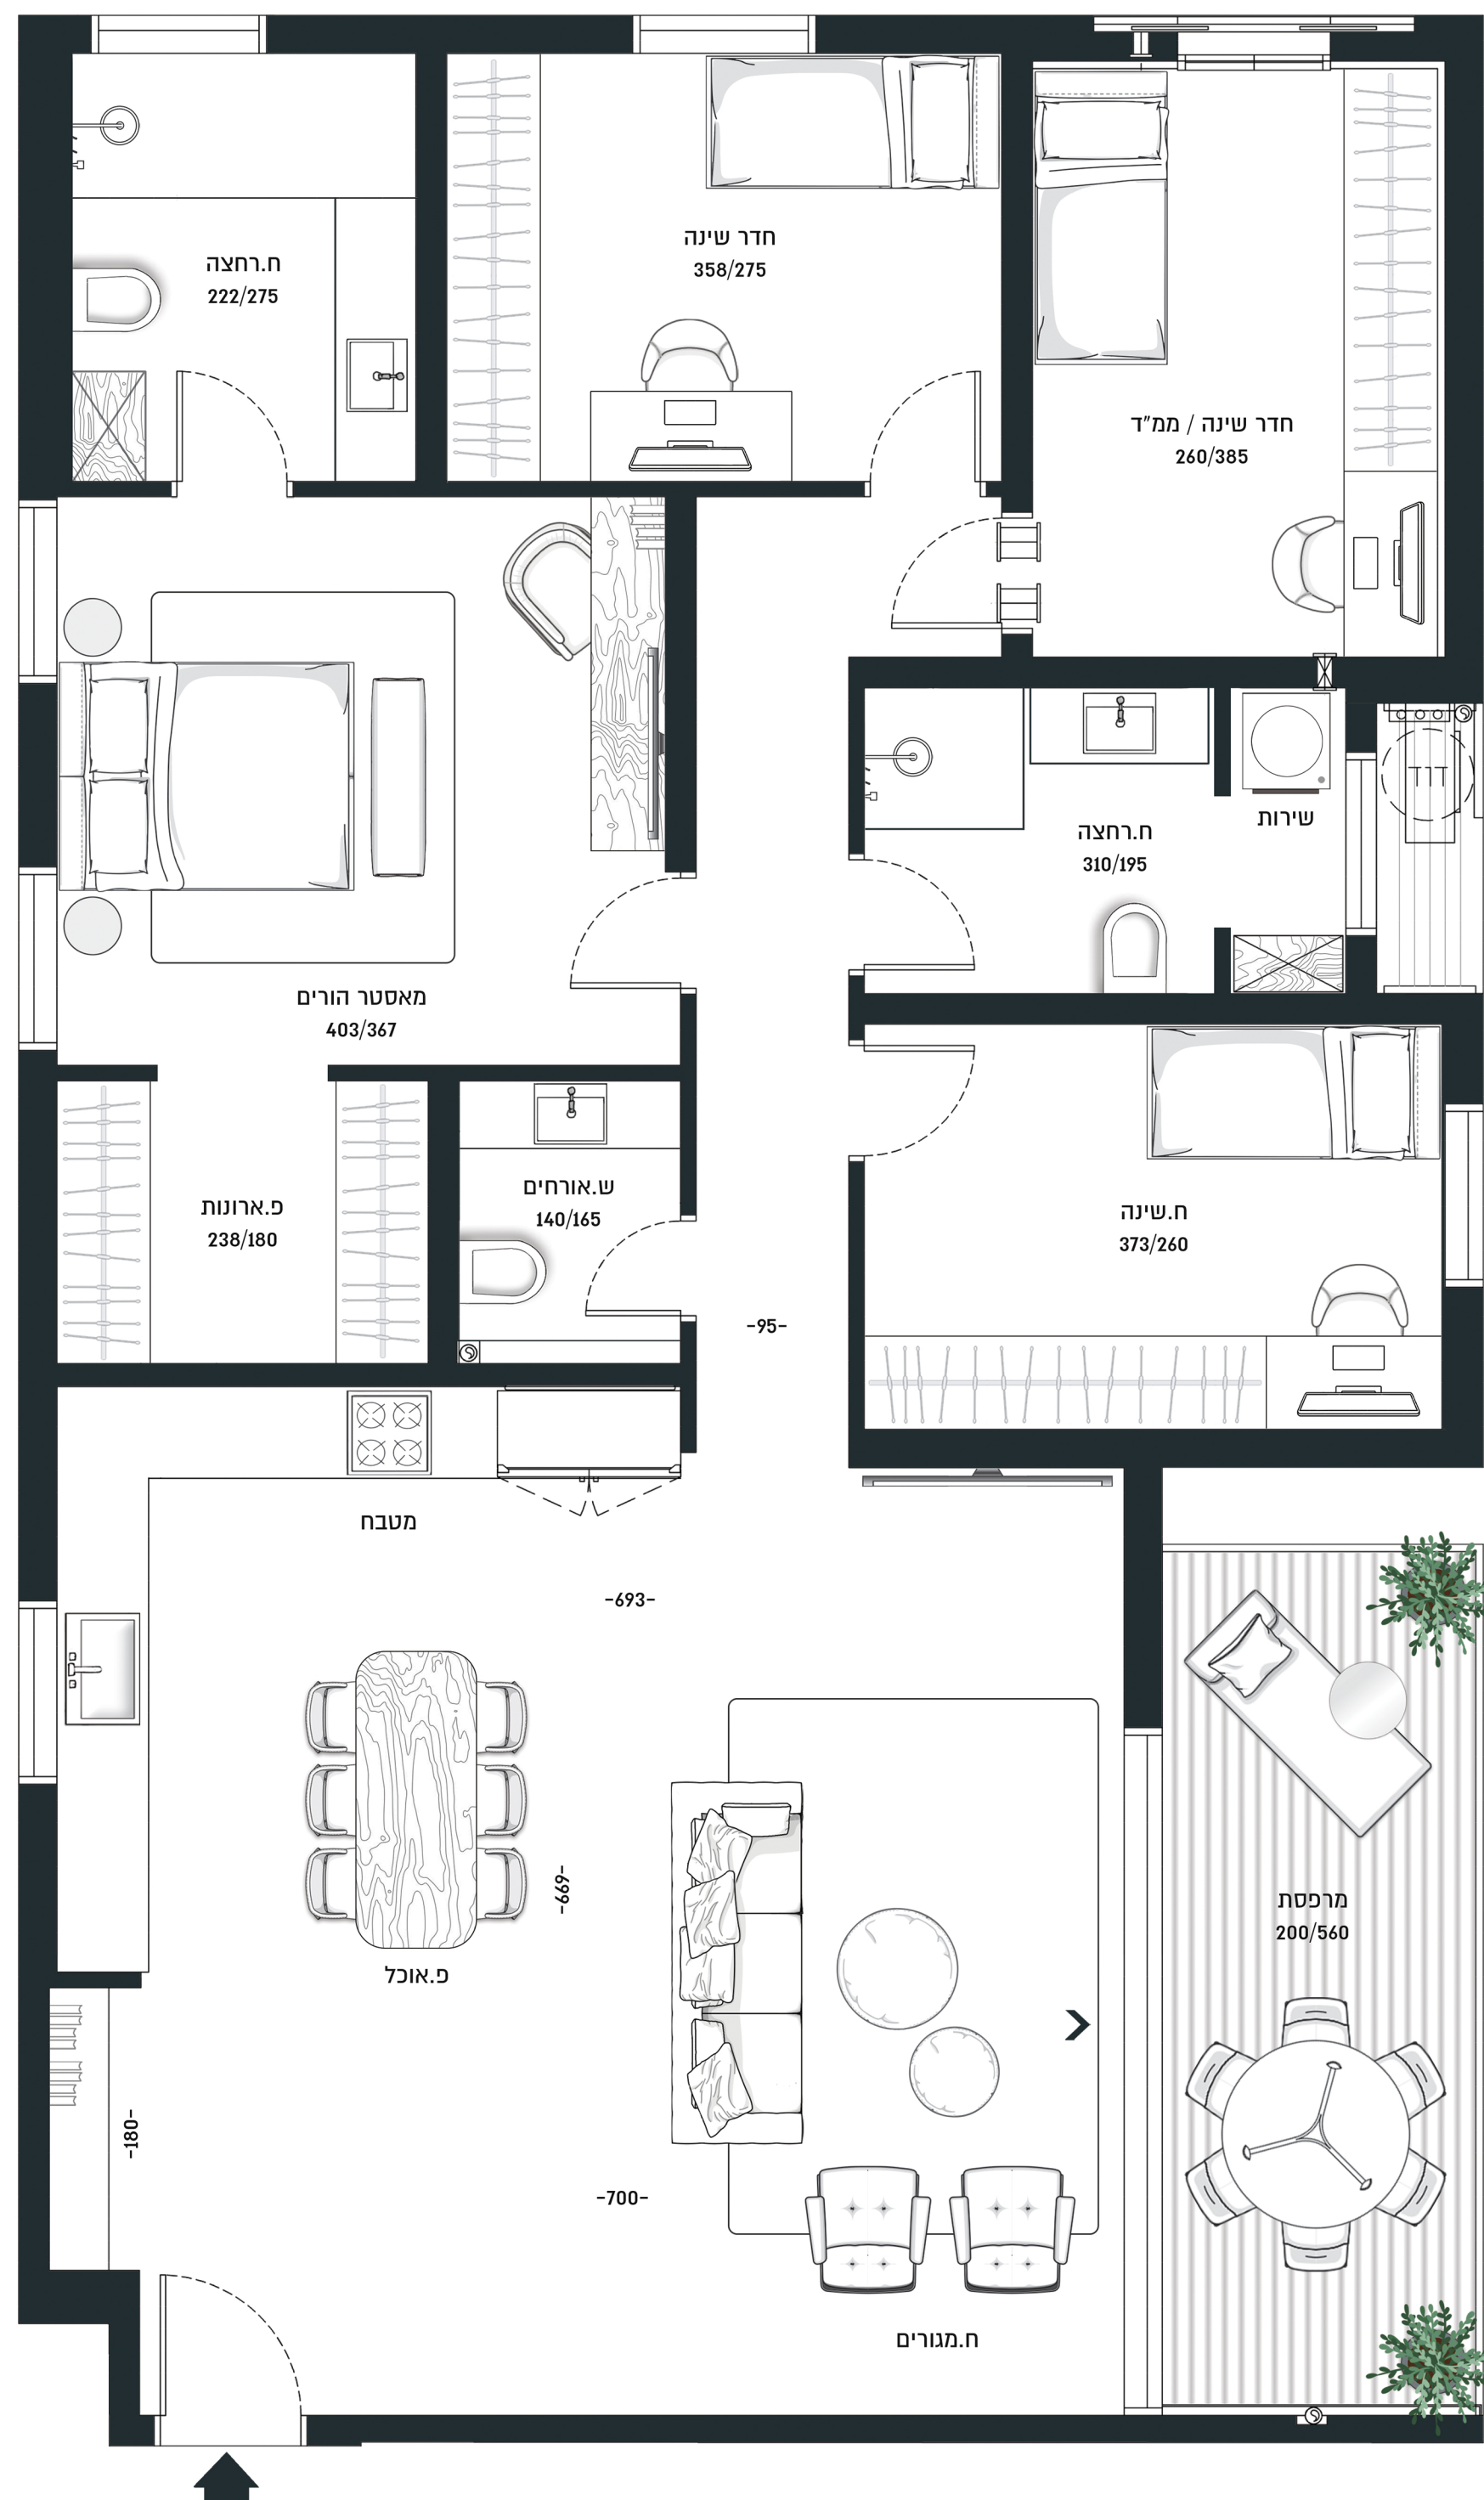 חדר שינה
358/275
ח.רחצה
222/275
חדר שינה / ממ"ד
260/385
שירות
ח.רחצה
310/195
מאסטר הורים
403/367
ש.אורחים
140/165
פ.ארונות
238/180
ח.שינה
373/260
-95-
מטבח
-693-
-669-
מרפסת
200/560
פ.אוכל
-180-
-700-
ח.מגורים